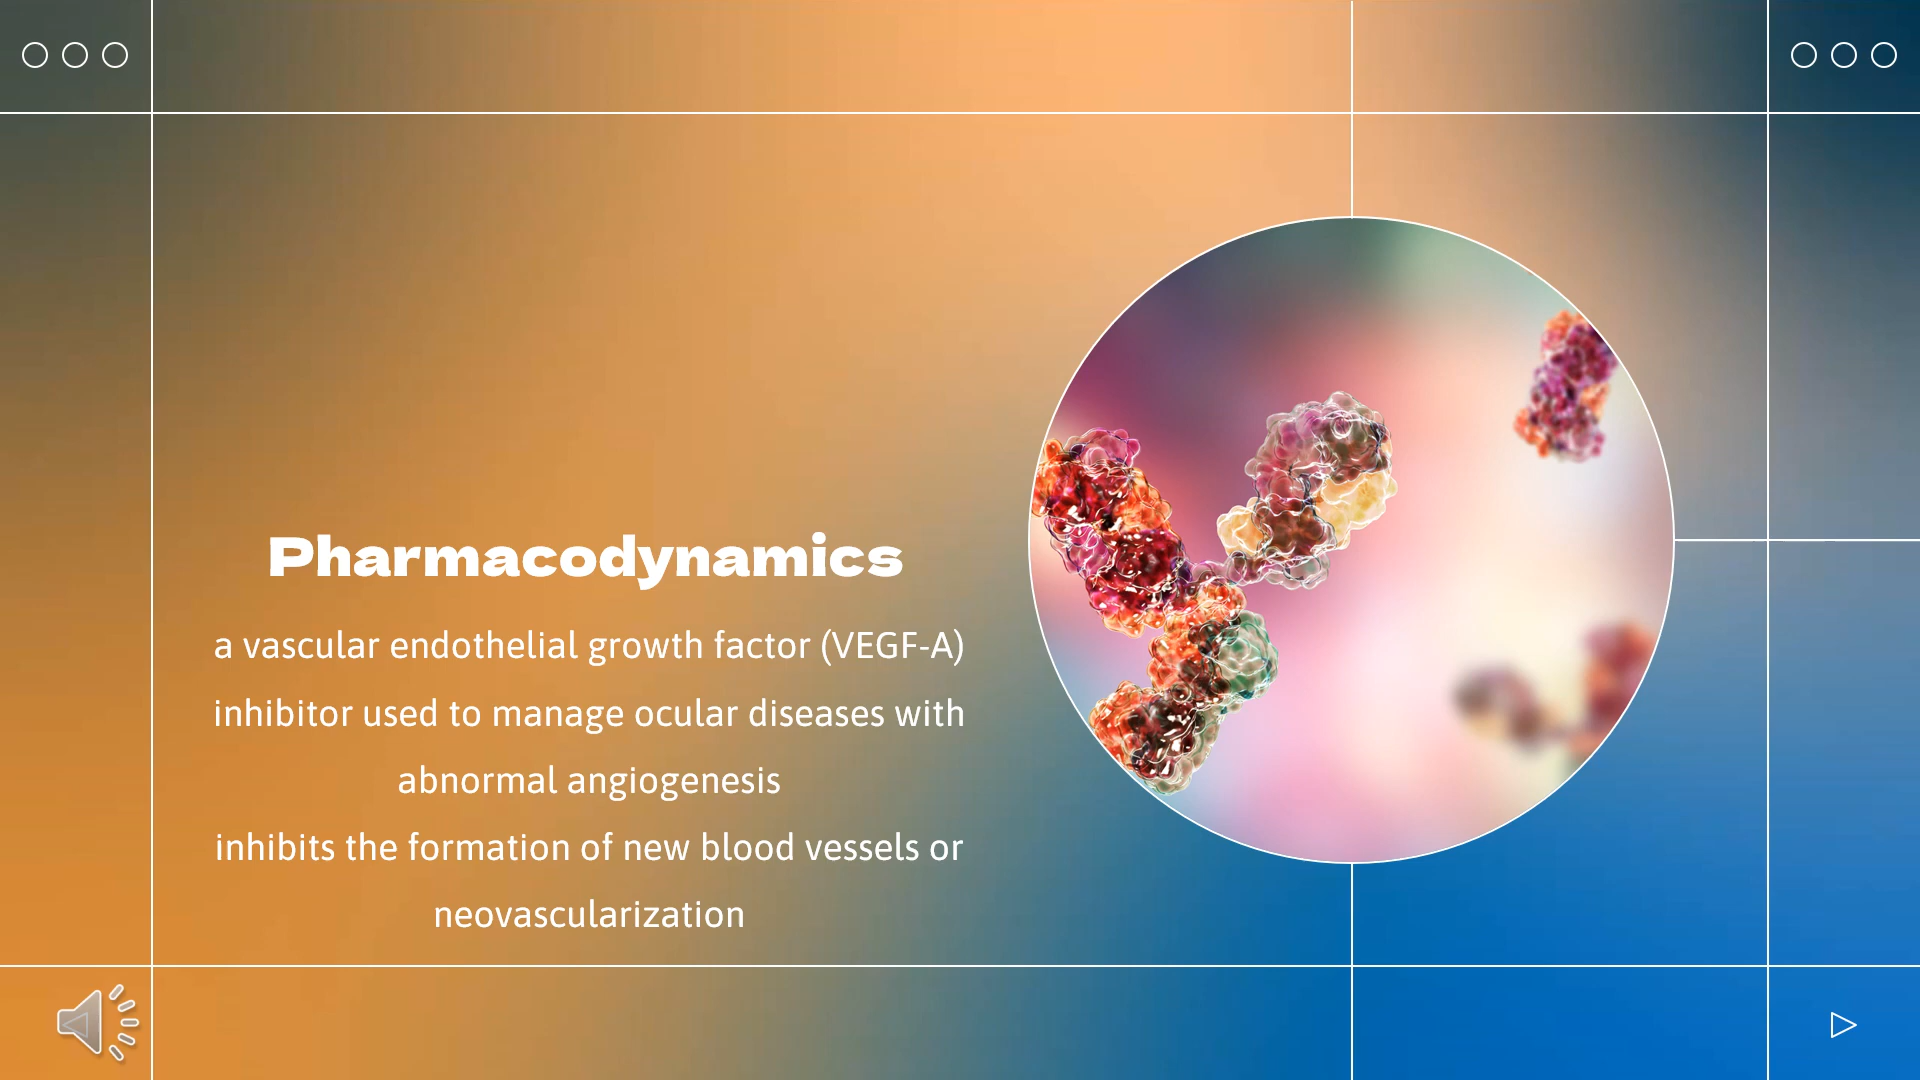 Pharmacodynamics
a vascular endothelial growth factor (VEGF-A)
inhibitor used to manage ocular diseases with
abnormal angiogenesis
inhibits the formation of new blood vessels or
neovascularization